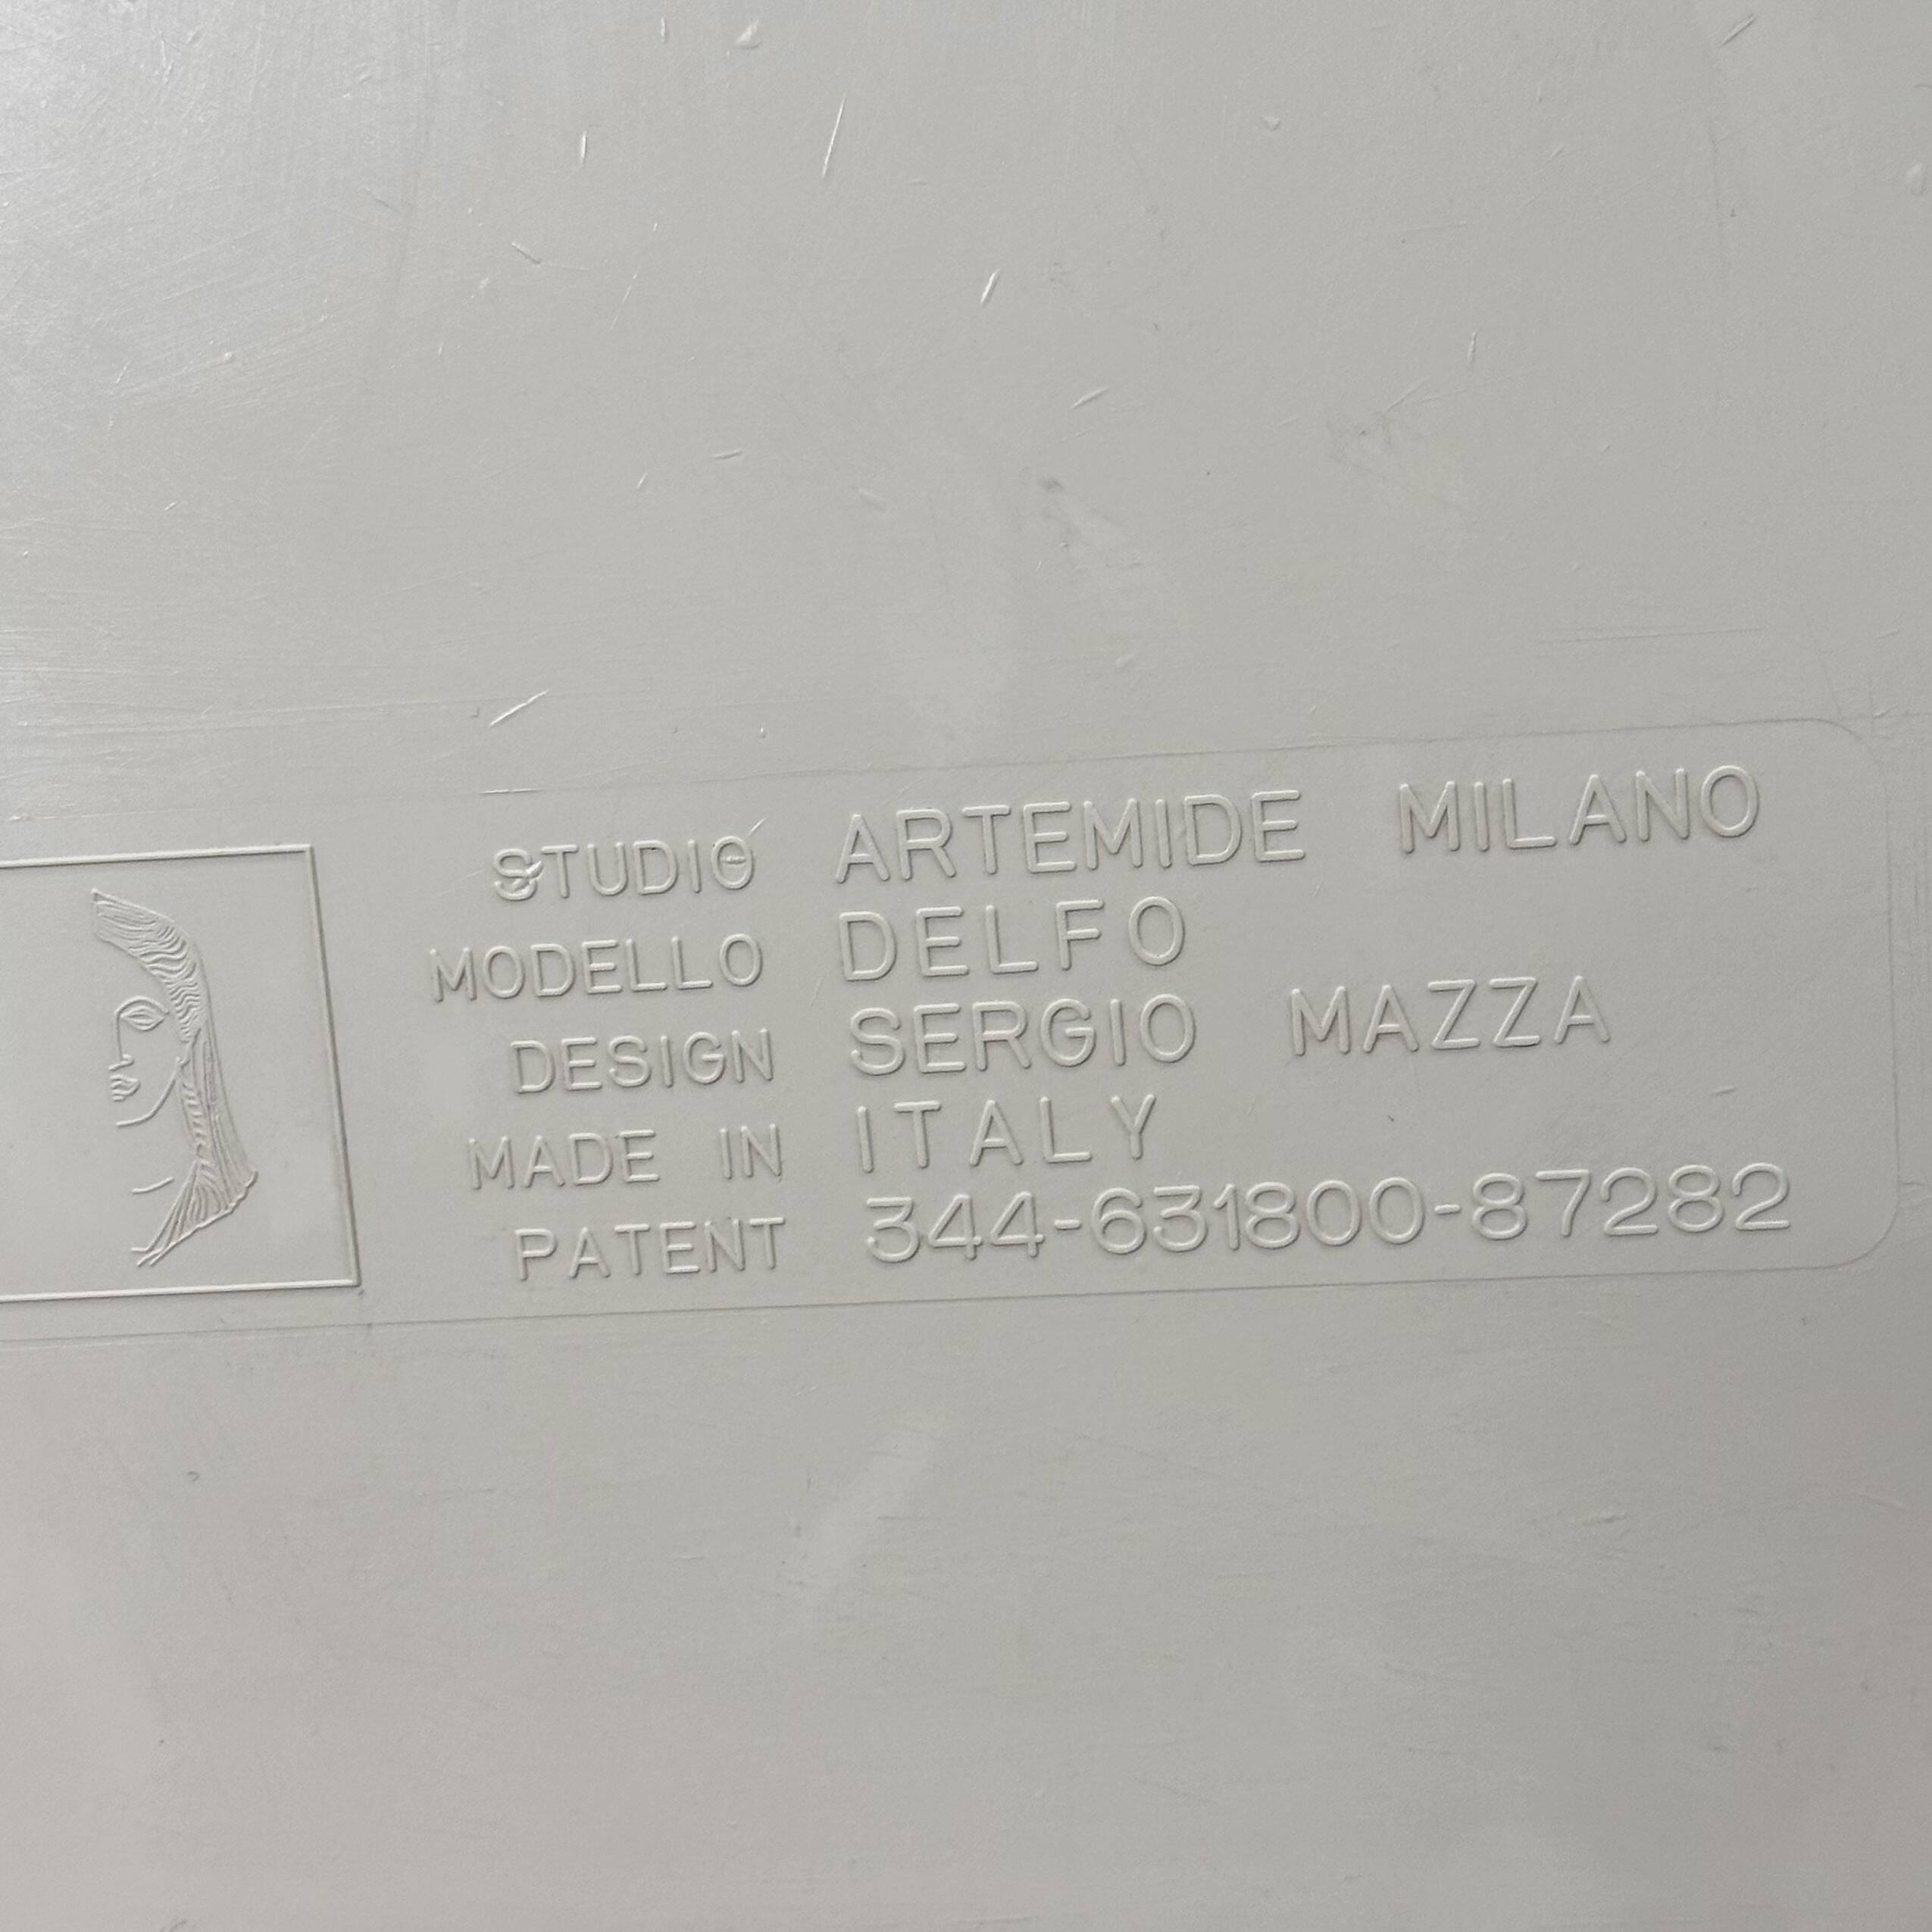 STUDIO ARTEMIDE MILANO
MODELLO DELFO
DESIGN SERGIO MAZZA
MADE IN ITALY
PATENT 344-631800-87282